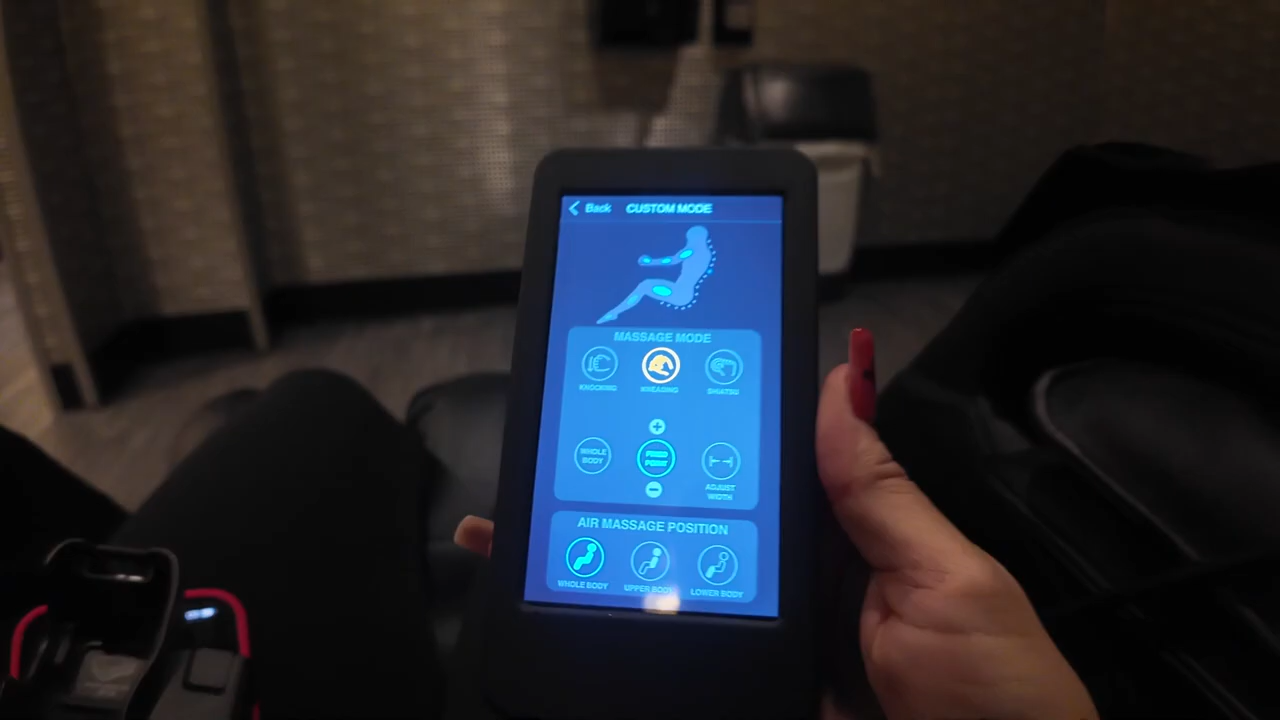 Back CUSTOM MODE
MASSAGE MODE
KNOCKING KNEADING SHIATSU
WHOLE
BODY
FIXED
POINT
ADJUST
WIDTH
AIR MASSAGE POSITION
WHOLE BODY UPPER BODY LOWER BODY